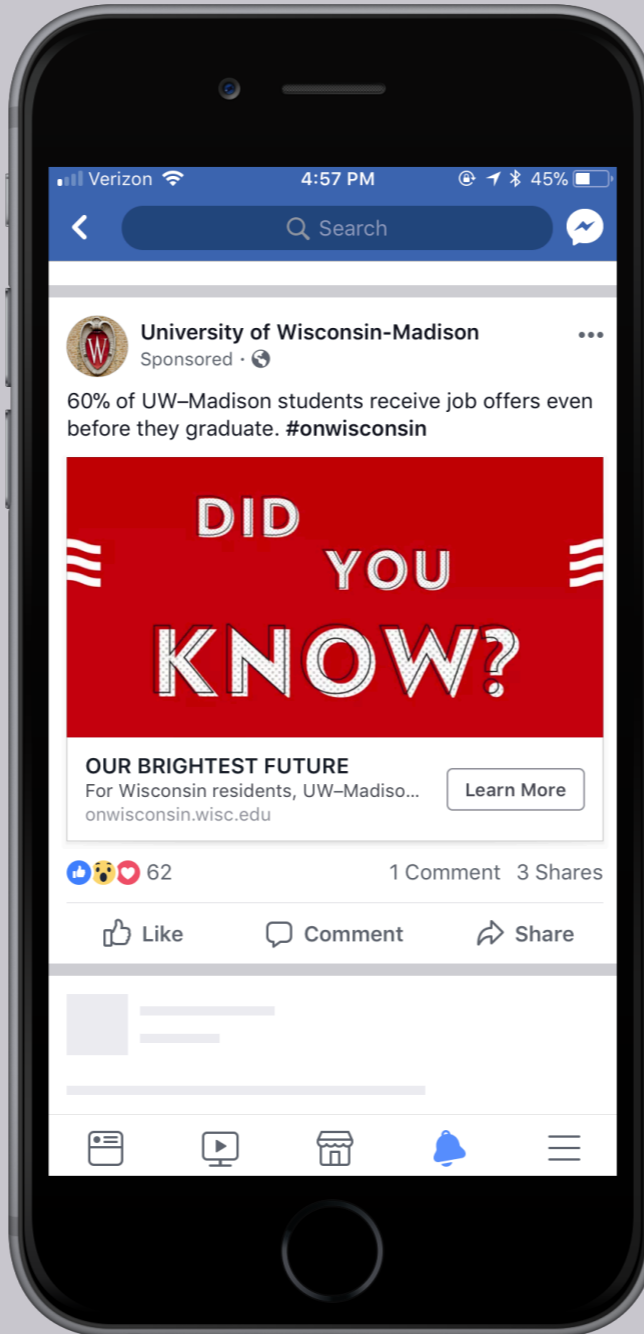 Verizon 4:57 PM 45%
Search
W
University of Wisconsin-Madison
Sponsored ·
60% of UW–Madison students receive job offers even
before they graduate. #onwisconsin
DID
YOU
KNOW?
OUR BRIGHTEST FUTURE
For Wisconsin residents, UW–Madiso...
Learn More
onwisconsin.wisc.edu
62 1 Comment 3 Shares
Like Comment Share